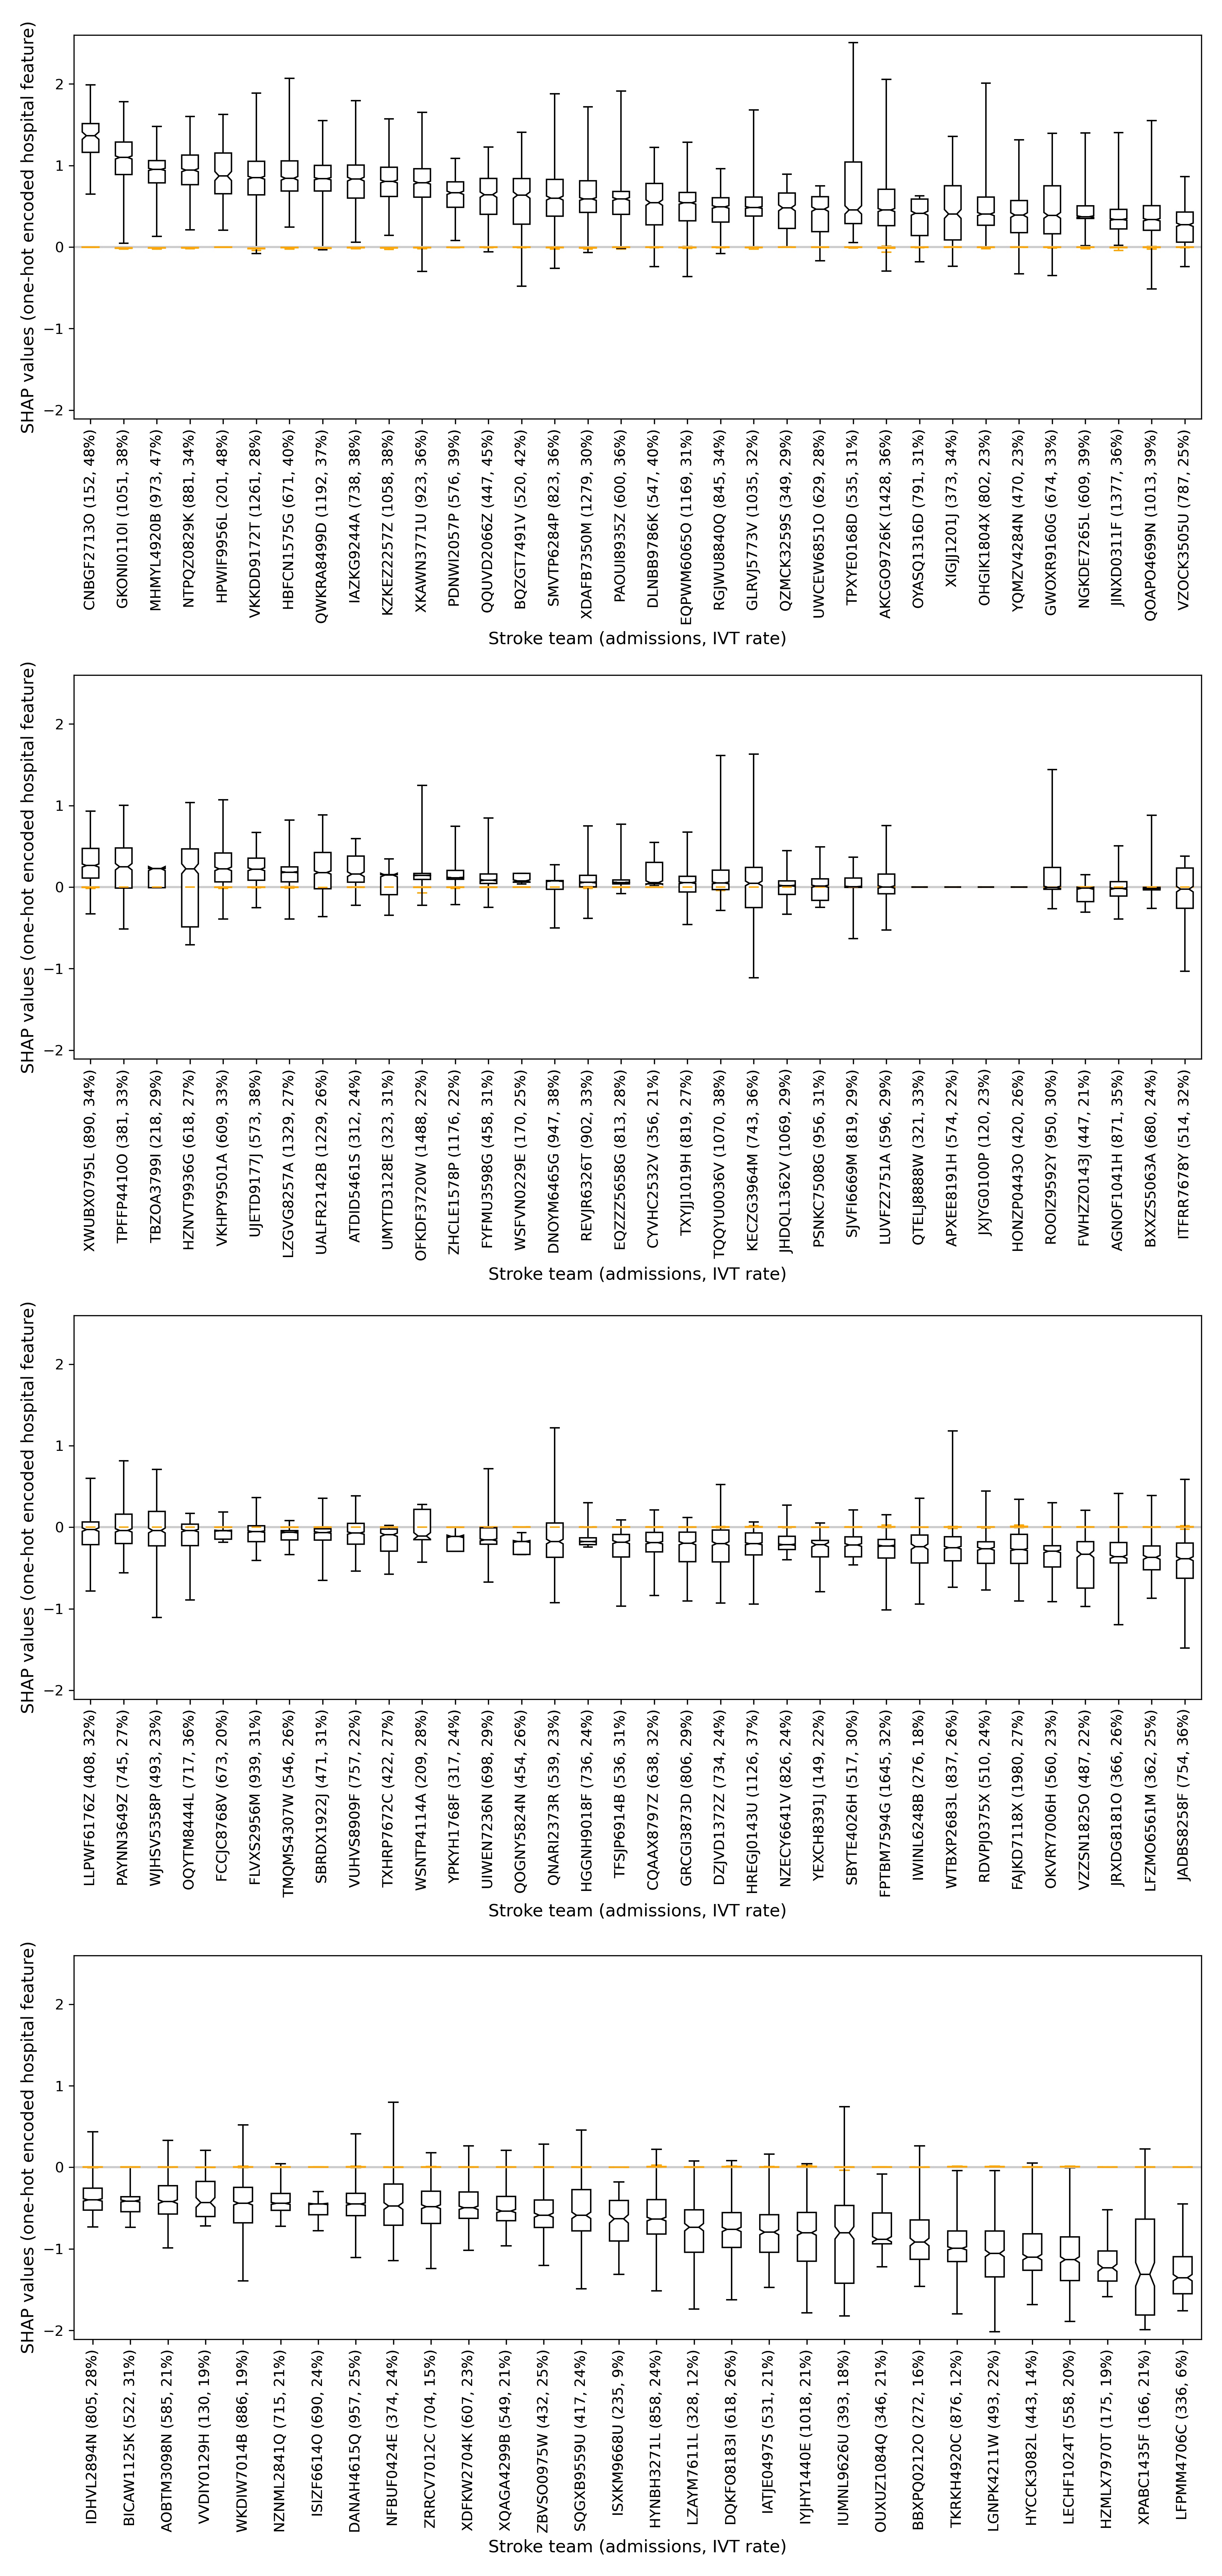 SHAP values (one-hot encoded hospital feature)
2
1
0
−1
−2
CNBGF2713O (152, 48%)
GKONI0110I (1051, 38%)
MHMYL4920B (973, 47%)
NTPQZ0829K (881, 34%)
HPWIF9956L (201, 48%)
VKKDD9172T (1261, 28%)
HBFCN1575G (671, 40%)
QWKRA8499D (1192, 37%)
IAZKG9244A (738, 38%)
KZKEZ2257Z (1058, 38%)
XKAWN3771U (923, 36%)
PDNWI2057P (576, 39%)
QQUVD2066Z (447, 45%)
BQZGT7491V (520, 42%)
SMVTP6284P (823, 36%)
XDAFB7350M (1279, 30%)
PAOUI8935Z (600, 36%)
DLNBB9786K (547, 40%)
EQPWM6065O (1169, 31%)
RGJWU8840Q (845, 34%)
GLRVJ5773V (1035, 32%)
QZMCK3259S (349, 29%)
UWCEW6851O (629, 28%)
TPXYE0168D (535, 31%)
AKCGO9726K (1428, 36%)
OYASQ1316D (791, 31%)
XIGJJ1201J (373, 34%)
OHGIK1804X (802, 23%)
YQMZV4284N (470, 23%)
GWOXR9160G (674, 33%)
NGKDE7265L (609, 39%)
JINXD0311F (1377, 36%)
QOAPO4699N (1013, 39%)
VZOCK3505U (787, 25%)
Stroke team (admissions, IVT rate)
SHAP values (one-hot encoded hospital feature)
2
1
0
−1
−2
XWUBX0795L (890, 34%)
TPFFP4410O (381, 33%)
TBZOA3799I (218, 29%)
HZNVT9936G (618, 27%)
VKHPY9501A (609, 33%)
UJETD9177J (573, 38%)
LZGVG8257A (1329, 27%)
UALFR2142B (1229, 26%)
ATDID5461S (312, 24%)
UMYTD3128E (323, 31%)
OFKDF3720W (1488, 22%)
ZHCLE1578P (1176, 22%)
FYFMU3598G (458, 31%)
WSFVN0229E (170, 25%)
DNOYM6465G (947, 38%)
REVJR6326T (902, 33%)
EQZZZ5658G (813, 28%)
CYVHC2532V (356, 21%)
TXYJJ1019H (819, 27%)
TQQYU0036V (1070, 38%)
KECZG3964M (743, 36%)
JHDQL1362V (1069, 29%)
PSNKC7508G (956, 31%)
SJVFI6669M (819, 29%)
LUVFZ2751A (596, 29%)
QTELJ8888W (321, 33%)
APXEE8191H (574, 22%)
JXJYG0100P (120, 23%)
HONZP0443O (420, 26%)
ROOIZ9592Y (950, 30%)
FWHZZ0143J (447, 21%)
AGNOF1041H (871, 35%)
BXXZS5063A (680, 24%)
ITFRR7678Y (514, 32%)
Stroke team (admissions, IVT rate)
SHAP values (one-hot encoded hospital feature)
2
1
0
−1
−2
LLPWF6176Z (408, 32%)
PAYNN3649Z (745, 27%)
WJHSV5358P (493, 23%)
OQYTM8444L (717, 36%)
FCCJC8768V (673, 20%)
FLVXS2956M (939, 31%)
TMQMS4307W (546, 26%)
SBRDX1922J (471, 31%)
VUHVS8909F (757, 22%)
TXHRP7672C (422, 27%)
WSNTP4114A (209, 28%)
YPKYH1768F (317, 24%)
UIWEN7236N (698, 29%)
QOGNY5824N (454, 26%)
QNARI2373R (539, 23%)
HGGNH9018F (736, 24%)
TFSJP6914B (536, 31%)
CQAAX8797Z (638, 32%)
GRCGI3873D (806, 29%)
DZJVD1372Z (734, 24%)
HREGJ0143U (1126, 37%)
NZECY6641V (826, 24%)
YEXCH8391J (149, 22%)
SBYTE4026H (517, 30%)
FPTBM7594G (1645, 32%)
IWINL6248B (276, 18%)
WTBXP2683L (837, 26%)
RDVPJ0375X (510, 24%)
FAJKD7118X (1980, 27%)
OKVRY7006H (560, 23%)
VZZSN1825O (487, 22%)
JRXDG8181O (366, 26%)
LFZMO6561M (362, 25%)
JADBS8258F (754, 36%)
Stroke team (admissions, IVT rate)
SHAP values (one-hot encoded hospital feature)
2
1
0
−1
−2
IDHVL2894N (805, 28%)
BICAW1125K (522, 31%)
AOBTM3098N (585, 21%)
VVDIY0129H (130, 19%)
WKDIW7014B (886, 19%)
NZNML2841Q (715, 21%)
ISIZF6614O (690, 24%)
DANAH4615Q (957, 25%)
NFBUF0424E (374, 24%)
ZRRCV7012C (704, 15%)
XDFKW2704K (607, 23%)
XQAGA4299B (549, 21%)
ZBVSO0975W (432, 25%)
SQGXB9559U (417, 24%)
ISXKM9668U (235, 9%)
HYNBH3271L (858, 24%)
LZAYM7611L (328, 12%)
DQKFO8183I (618, 26%)
IATJE0497S (531, 21%)
IYJHY1440E (1018, 21%)
IUMNL9626U (393, 18%)
OUXUZ1084Q (346, 21%)
BBXPQ0212O (272, 16%)
TKRKH4920C (876, 12%)
LGNPK4211W (493, 22%)
HYCCK3082L (443, 14%)
LECHF1024T (558, 20%)
HZMLX7970T (175, 19%)
XPABC1435F (166, 21%)
LFPMM4706C (336, 6%)
Stroke team (admissions, IVT rate)